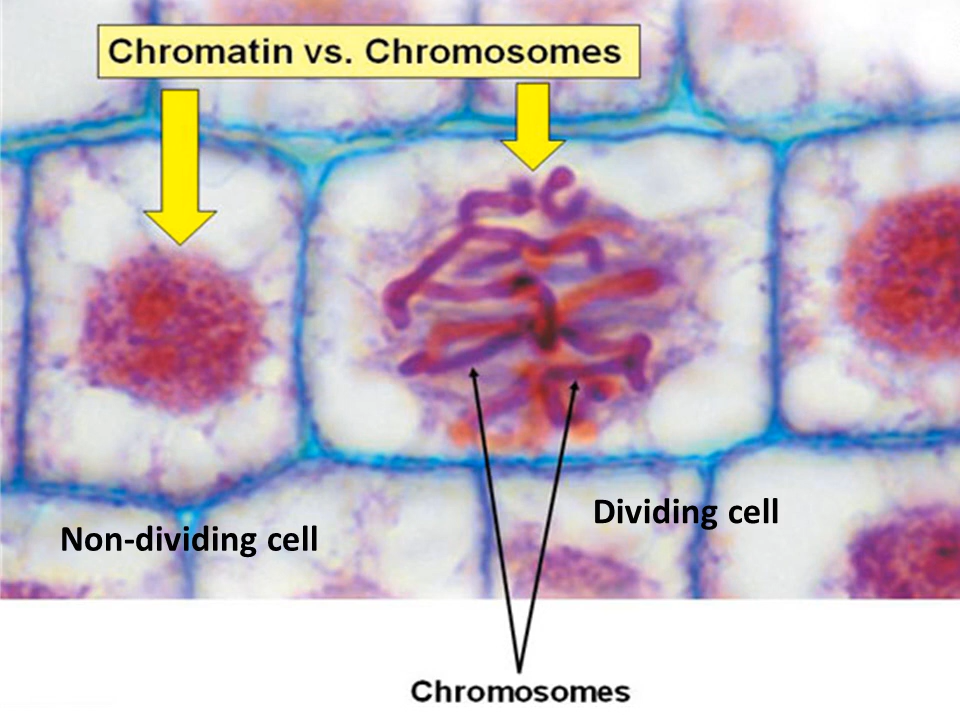 Chromatin vs. Chromosomes
Dividing cell
Non-dividing cell
Chromosomes